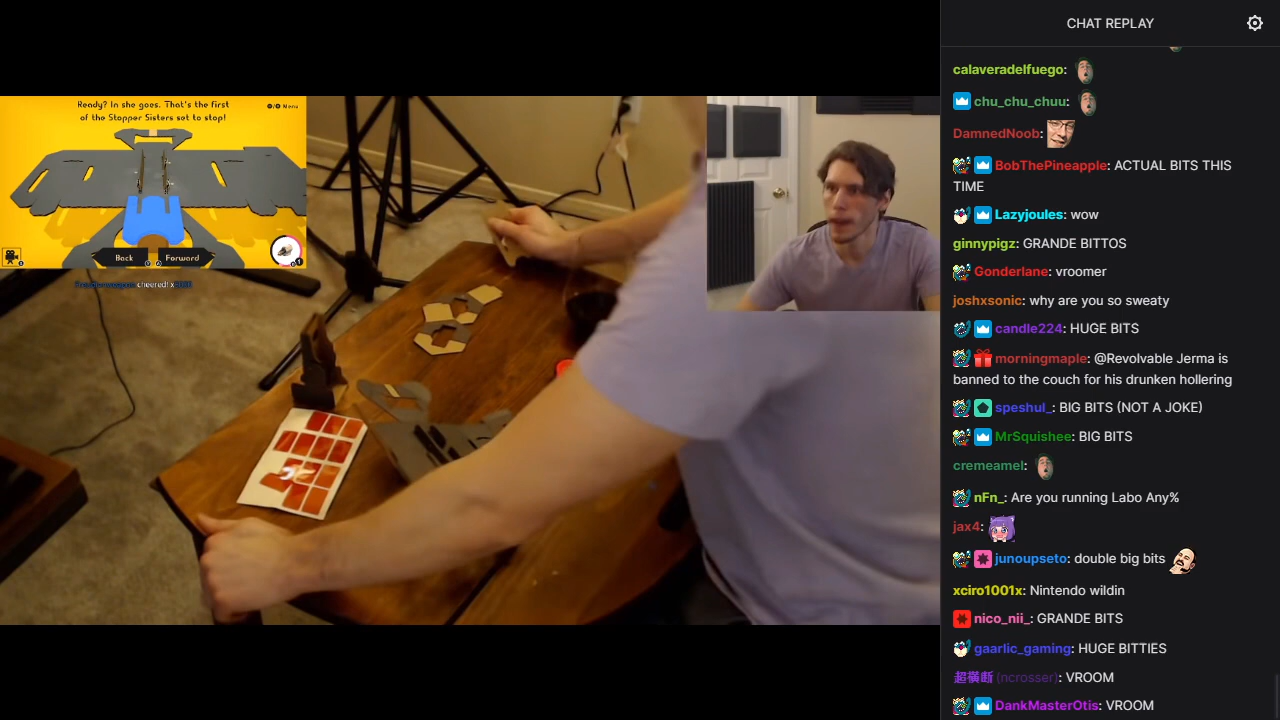 Ready? In she goes. That's the first
of the Stopper Sisters set to stop!
Menu
Back
Forward
cheered! x
CHAT REPLAY
calaveradelfuego:
chu_chu_chuu:
DamnedNoob:
BobThePineapple: ACTUAL BITS THIS
TIME
Lazyjoules: wow
ginnypigz: GRANDE BITTOS
Gonderlane: vroomer
joshxsonic: why are you so sweaty
candle224: HUGE BITS
morningmaple: @Revolvable Jerma is
banned to the couch for his drunken hollering
speshul_: BIG BITS (NOT A JOKE)
MrSquishee: BIG BITS
cremeamel:
nFn_: Are you running Labo Any%
jax4:
junoupseto: double big bits
xciro1001x: Nintendo wildin
nico_nii_: GRANDE BITS
gaarlic_gaming: HUGE BITTIES
超横断 (ncrosser): VROOM
DankMasterOtis: VROOM